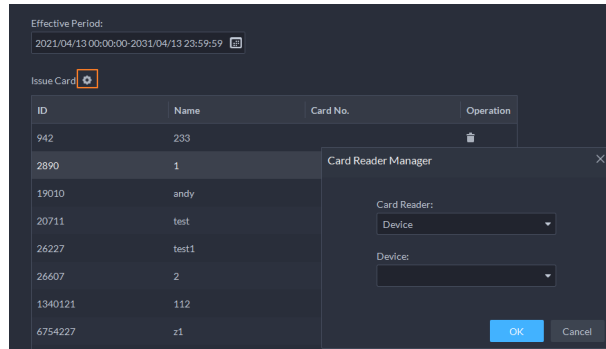 Effective Period:
2021/04/13 00:00:00-2031/04/13 23:59:59
Issue Card
ID Name Card No. Operation
942 233
2890 1
19010 andy
20711 test
26227 test1
26607 2
1340121 112
6754227 z1
Card Reader Manager
Card Reader:
Device
Device:
OK Cancel